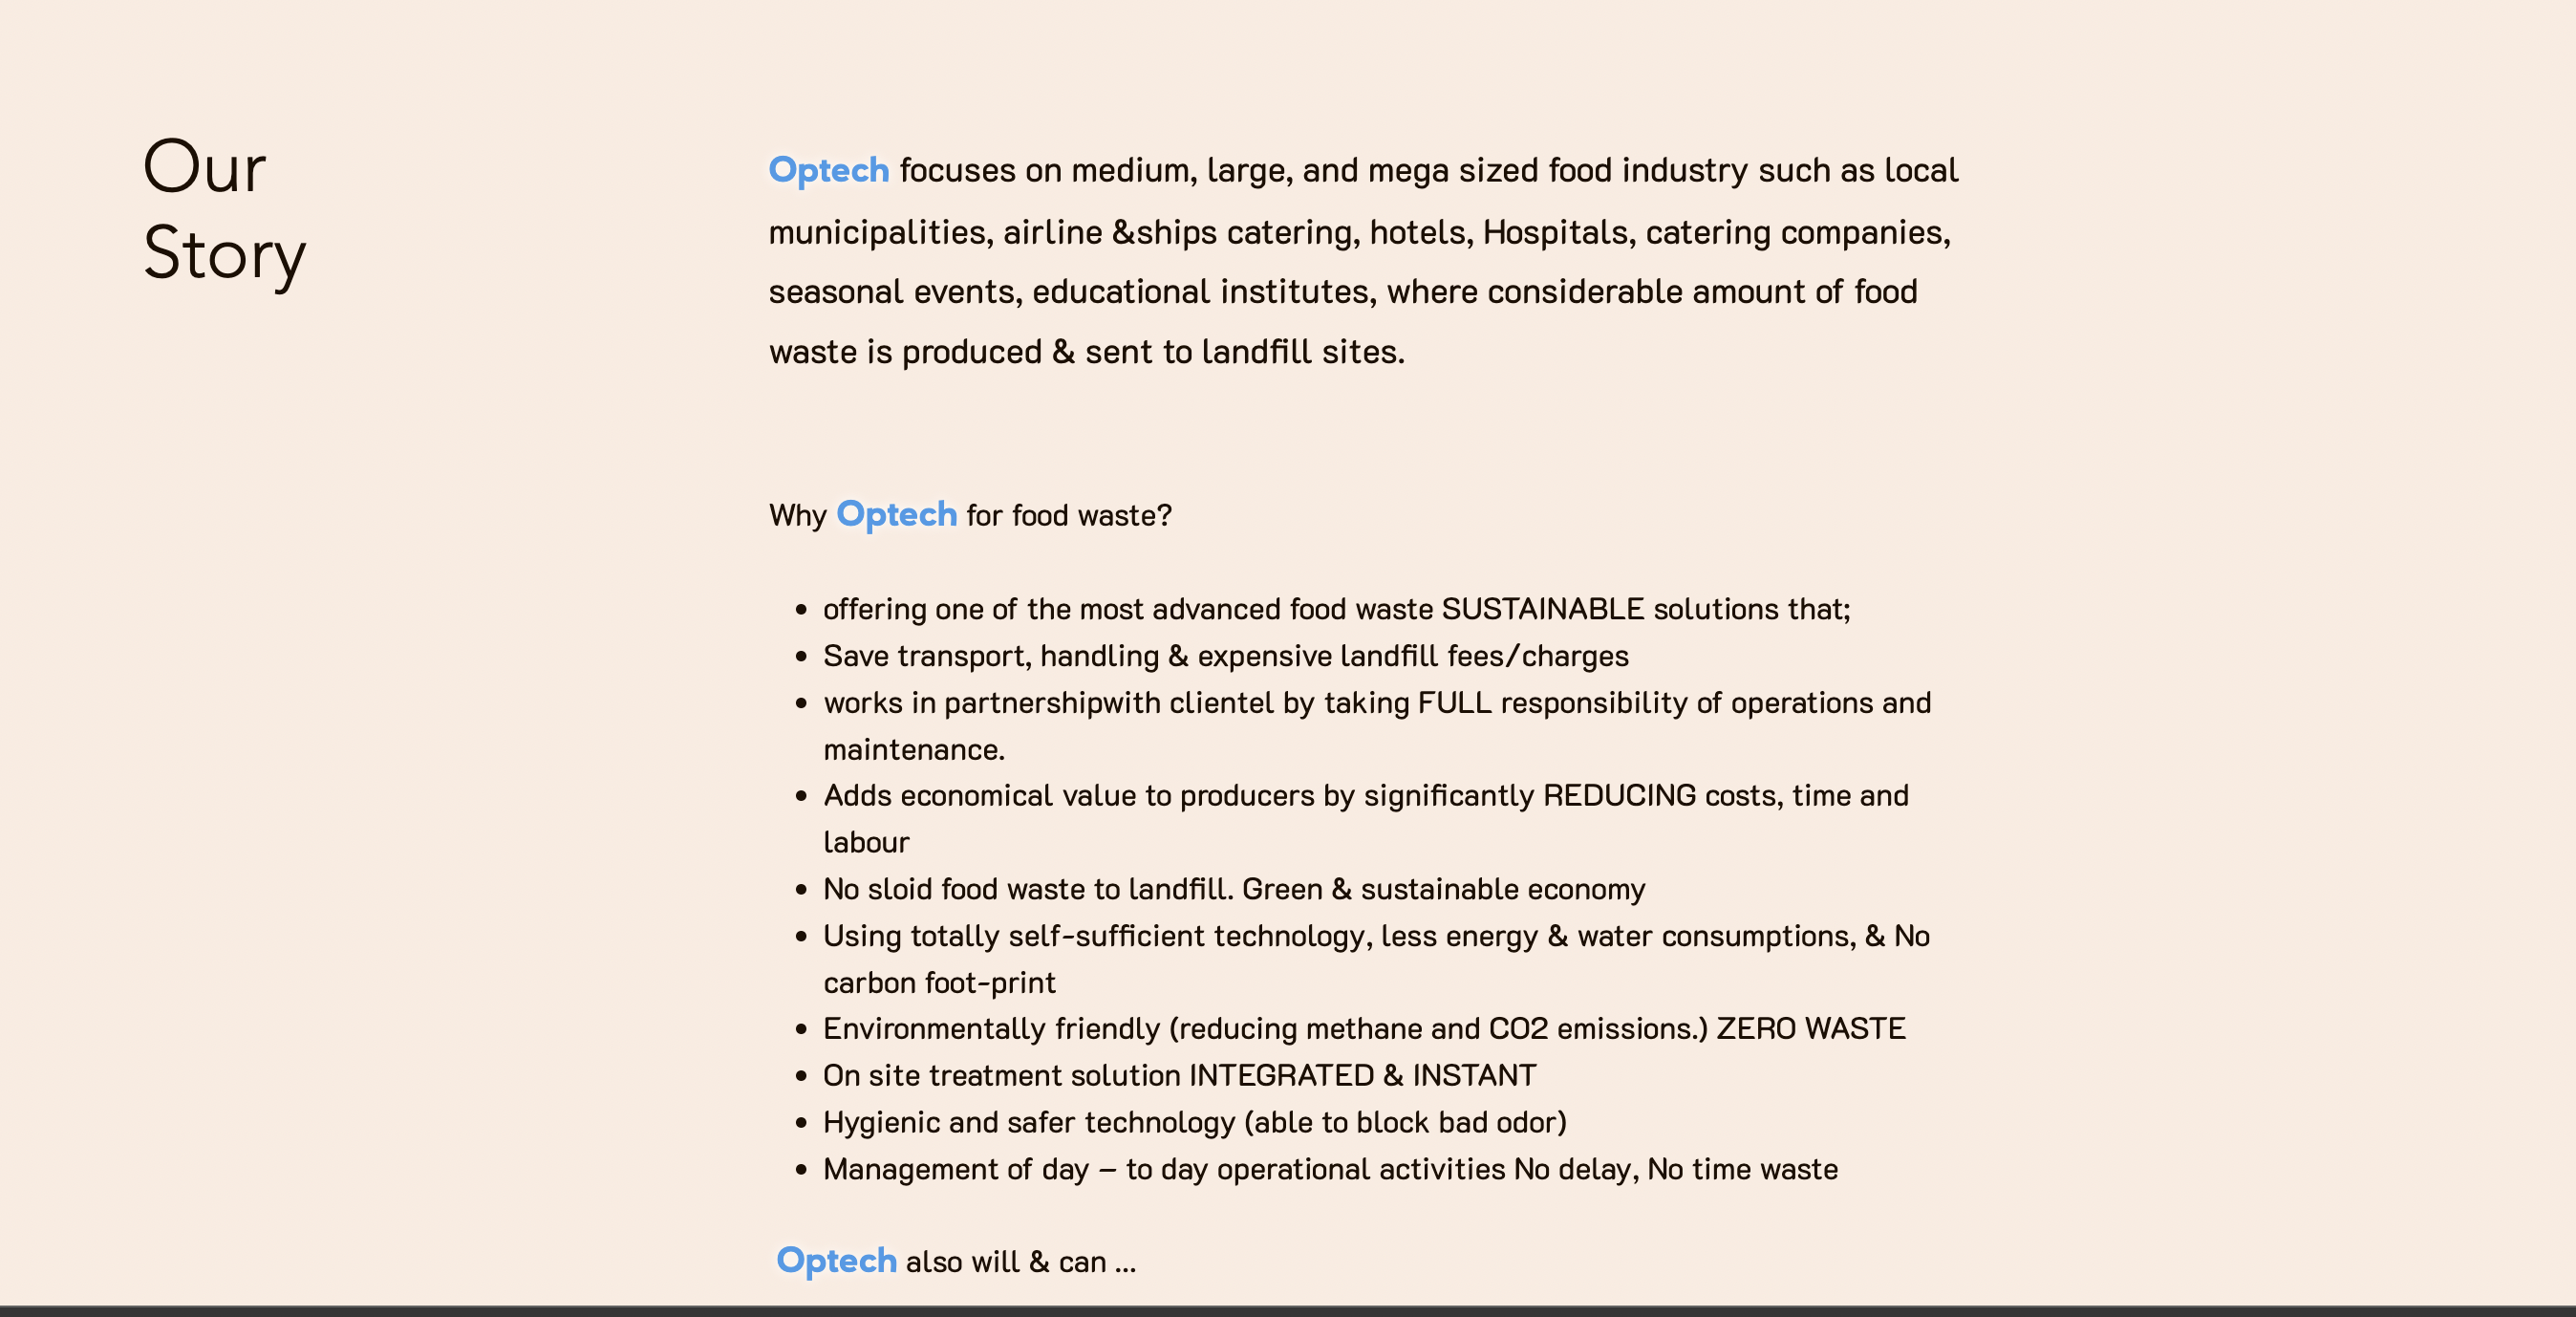 Our
Story
Optech focuses on medium, large, and mega sized food industry such as local
municipalities, airline &ships catering, hotels, Hospitals, catering companies,
seasonal events, educational institutes, where considerable amount of food
waste is produced & sent to landfill sites.
Why Optech for food waste?
• offering one of the most advanced food waste SUSTAINABLE solutions that;
• Save transport, handling & expensive landfill fees/charges
• works in partnershipwith clientel by taking FULL responsibility of operations and
maintenance.
• Adds economical value to producers by significantly REDUCING costs, time and
labour
• No sloid food waste to landfill. Green & sustainable economy
• Using totally self-sufficient technology, less energy & water consumptions, & No
carbon foot-print
• Environmentally friendly (reducing methane and CO2 emissions.) ZERO WASTE
• On site treatment solution INTEGRATED & INSTANT
• Hygienic and safer technology (able to block bad odor)
• Management of day – to day operational activities No delay, No time waste
Optech also will & can ...